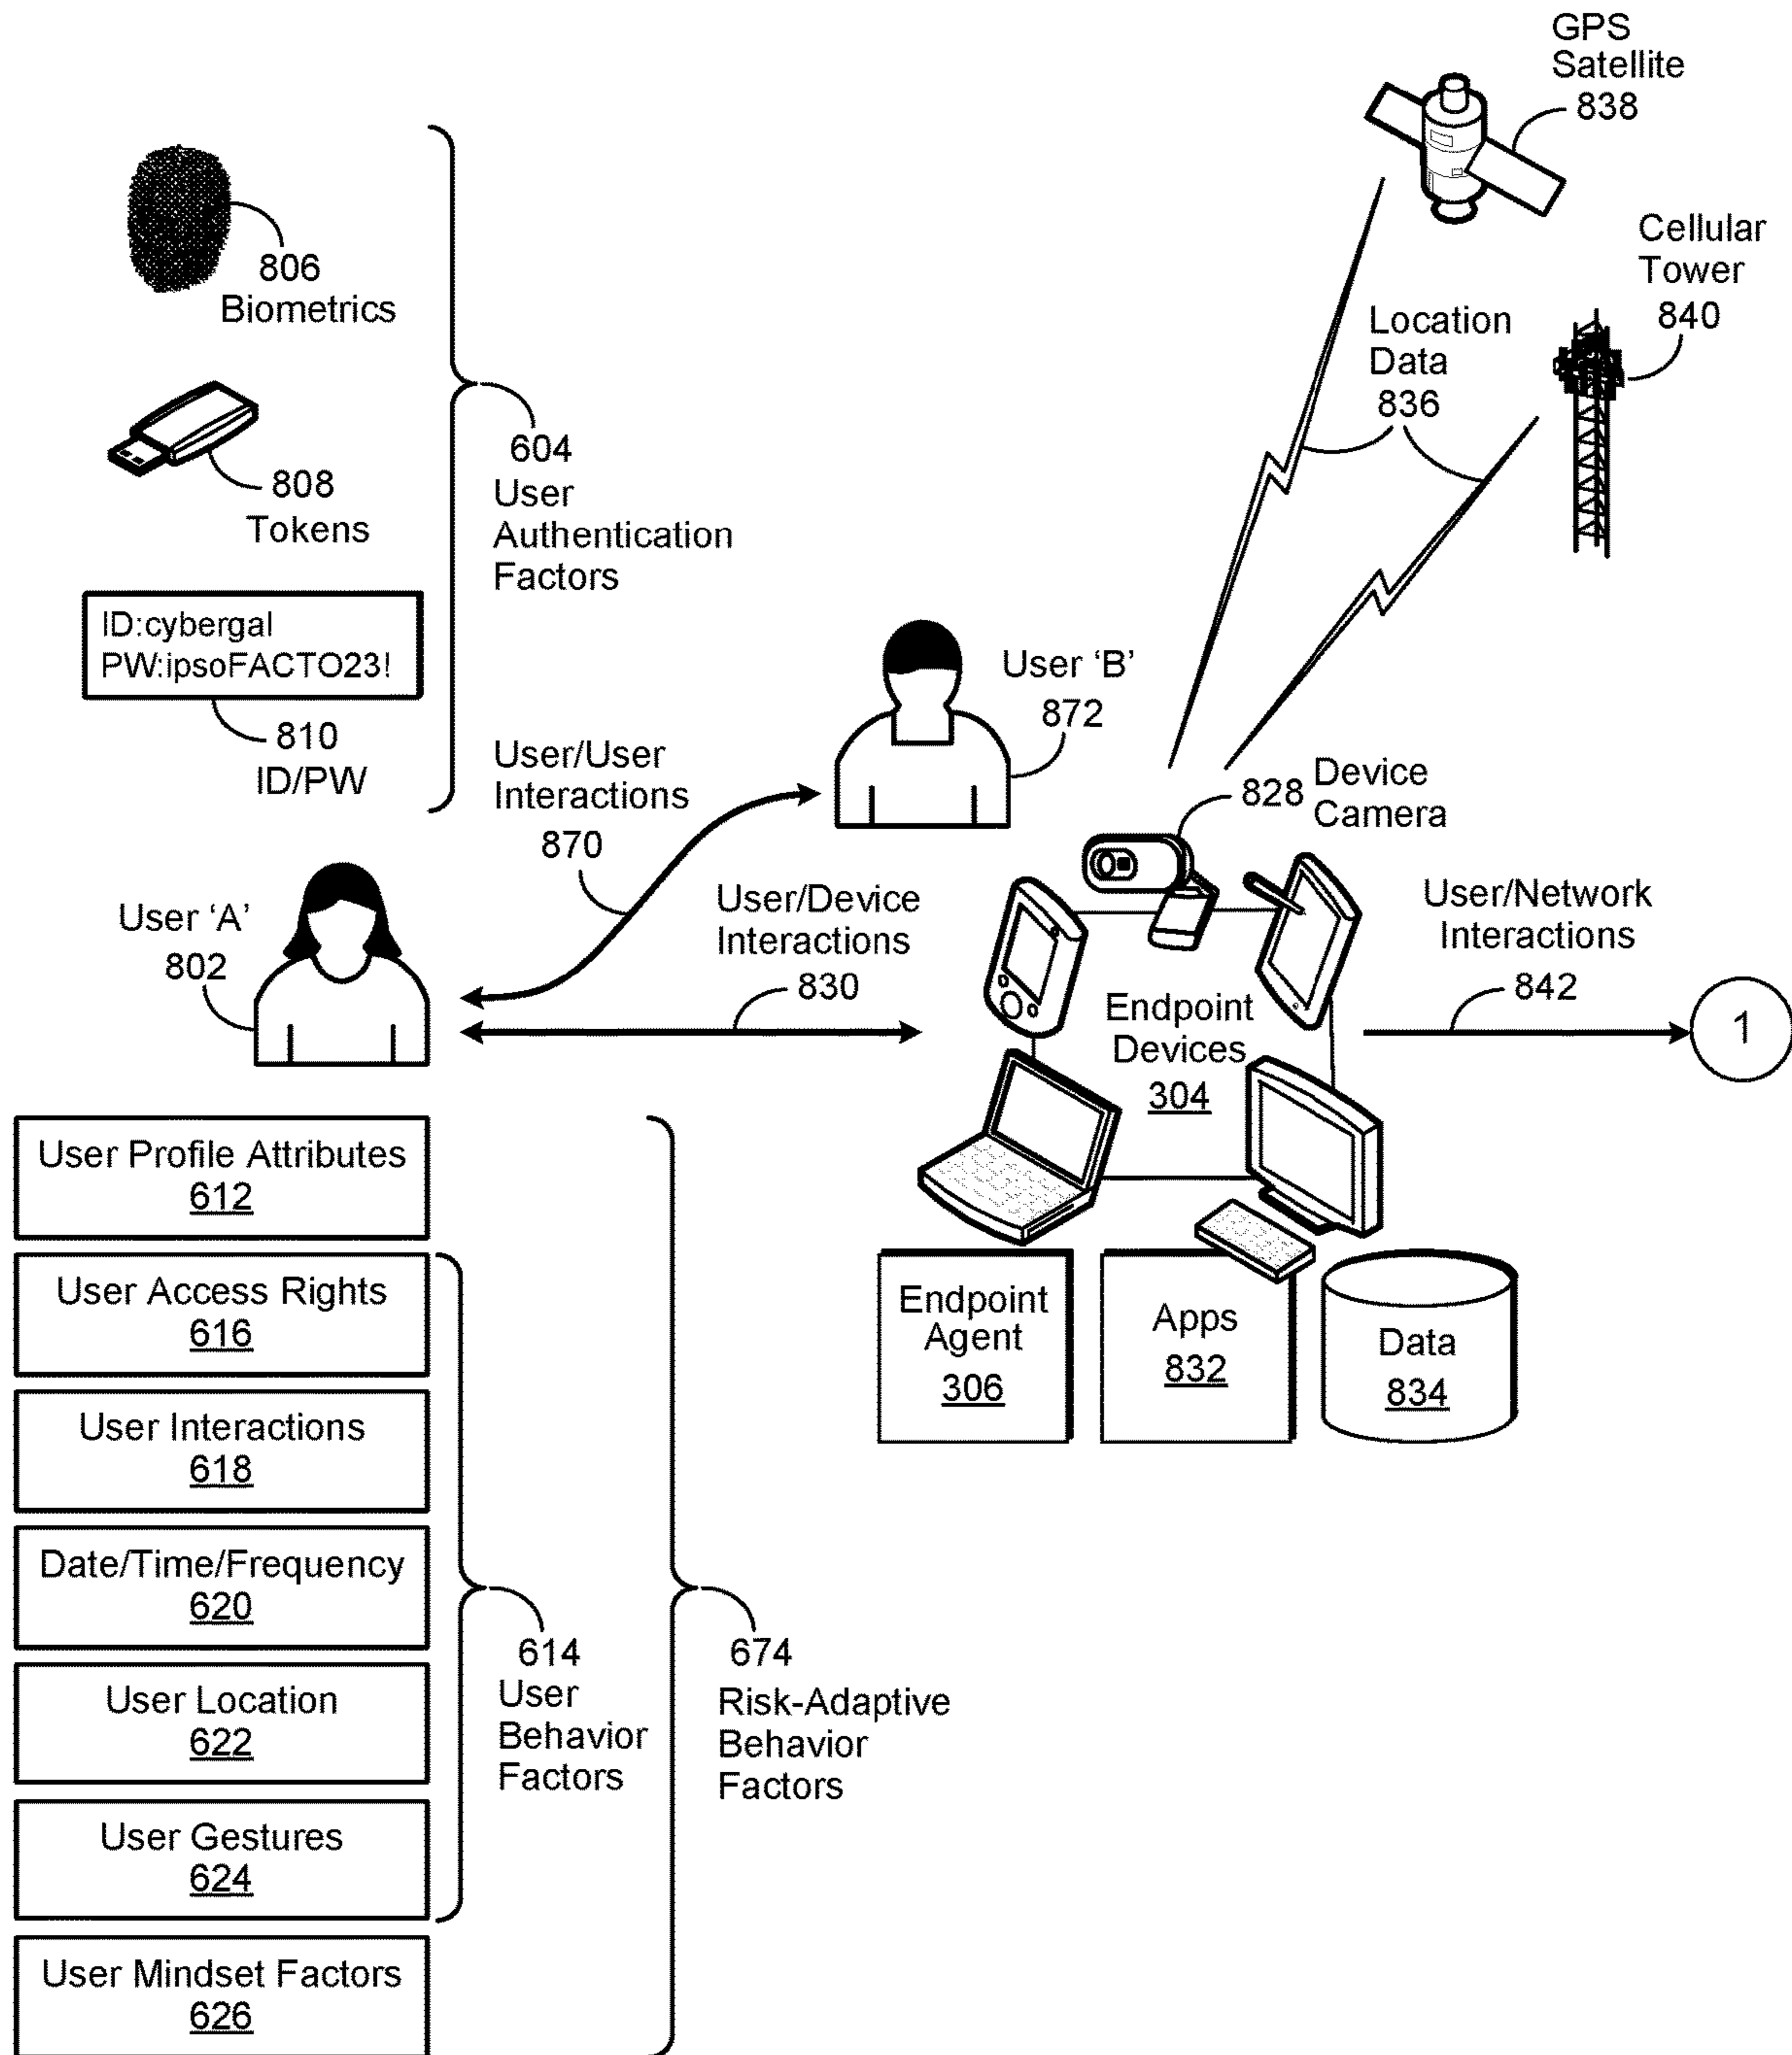 GPS
Satellite
838
Cellular
Tower
840
Location
Data
836
806
Biometrics
808
Tokens
ID:cybergal
PW:ipsoFACTO23!
810
ID/PW
604
User
Authentication
Factors
User ‘B’
872
User/User
Interactions
870
828 Device
Camera
User ‘A’
802
User/Device
Interactions
830
User/Network
Interactions
842
1
Endpoint
Devices
304
Endpoint
Agent
306
Apps
832
Data
834
User Profile Attributes
612
User Access Rights
616
User Interactions
618
Date/Time/Frequency
620
User Location
622
User Gestures
624
User Mindset Factors
626
614
User
Behavior
Factors
674
Risk-Adaptive
Behavior
Factors